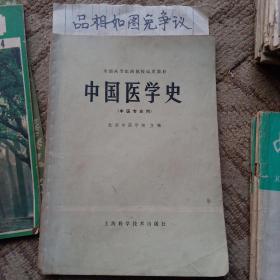 品相如图免争议
全国高等医药院校试用教材
中国医学史
(中医专业用)
北京中医学院 主编
上海科学技术出版社
中